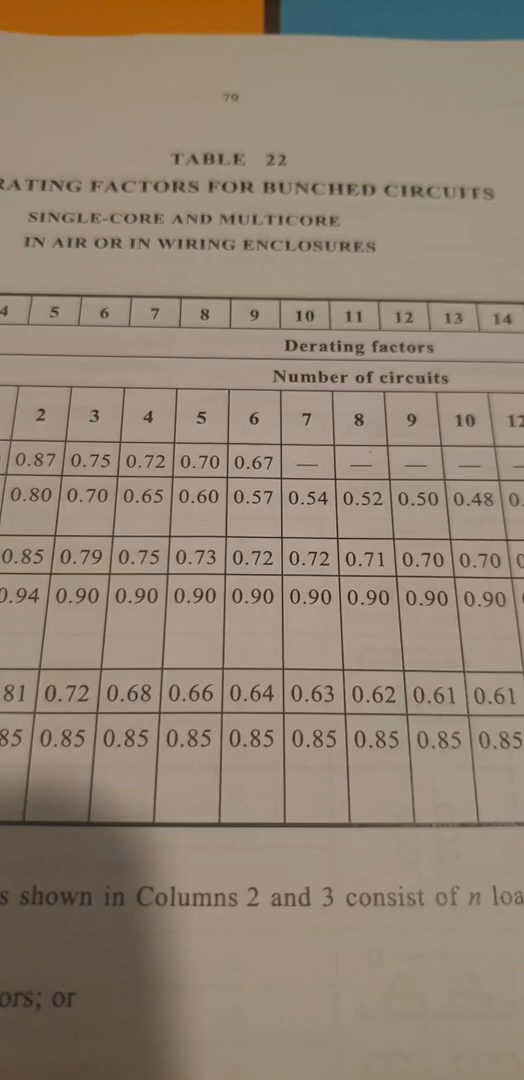 79
TABLE 22
RATING FACTORS FOR BUNCHED CIRCUITS
SINGLE-CORE AND MULTICORE
IN AIR OR IN WIRING ENCLOSURES
4 5 6 7 8 9 10 11 12 13 14
Derating factors
Number of circuits
2 3 4 5 6 7 8 9 10 12
0.87 0.75 0.72 0.70 0.67 — — — — —
0.80 0.70 0.65 0.60 0.57 0.54 0.52 0.50 0.48 0.
0.85 0.79 0.75 0.73 0.72 0.72 0.71 0.70 0.70 0
0.94 0.90 0.90 0.90 0.90 0.90 0.90 0.90 0.90
81 0.72 0.68 0.66 0.64 0.63 0.62 0.61 0.61
85 0.85 0.85 0.85 0.85 0.85 0.85 0.85 0.85
s shown in Columns 2 and 3 consist of n loa
ors; or